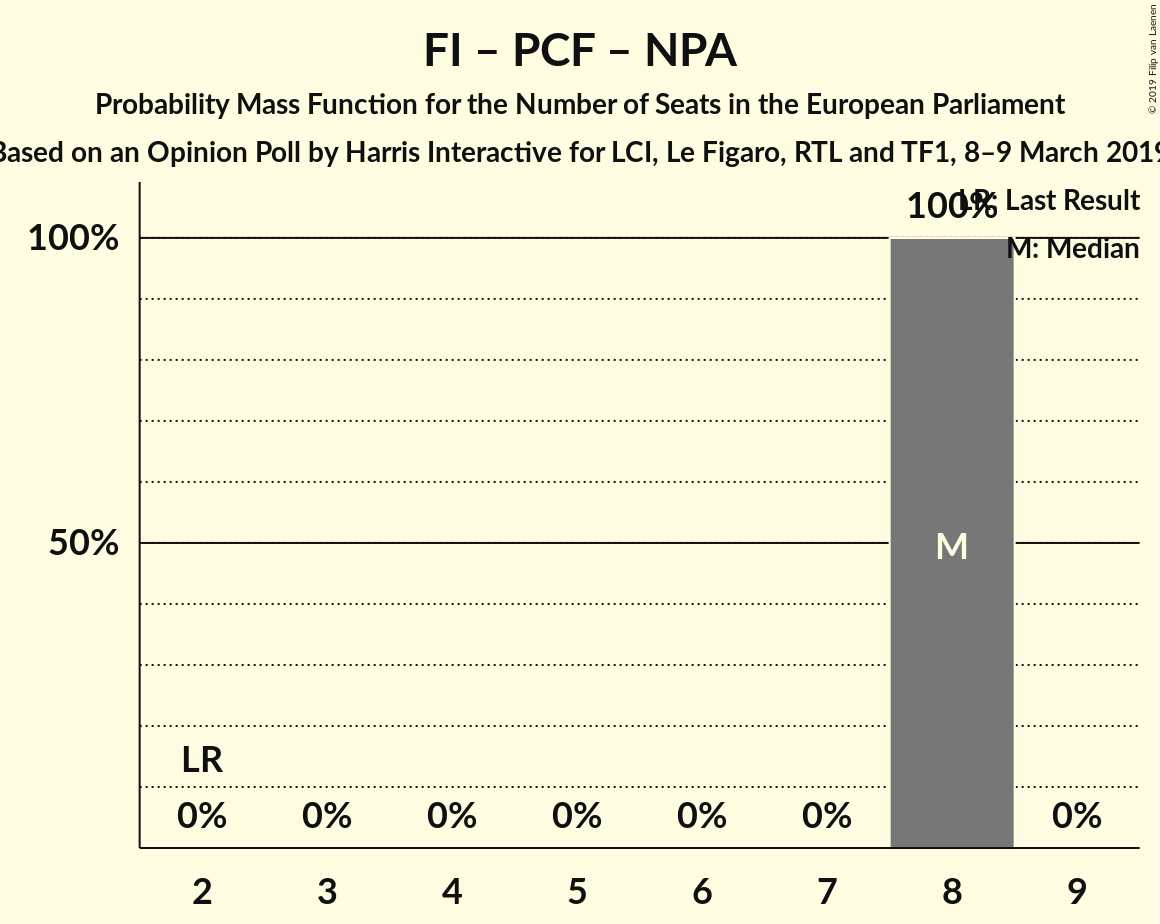 FI – PCF – NPA
Probability Mass Function for the Number of Seats in the European Parliament
Based on an Opinion Poll by Harris Interactive for LCI, Le Figaro, RTL and TF1, 8–9 March 2019
© 2019 Filip van Laenen
100% LR: Last Result
100%
M: Median
50%
M
LR
0% 0% 0% 0% 0% 0% 0%
2 3 4 5 6 7 8 9